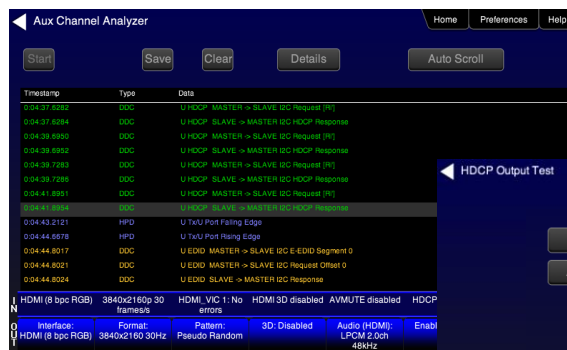 Aux Channel Analyzer
Home Preferences Help
Start Save Clear Details Auto Scroll
Timestamp Type Data
0:04:37.6282 DDC U HDCP MASTER -> SLAVE I2C Request [Ri']
0:04:37.6284 DDC U HDCP SLAVE -> MASTER I2C HDCP Response
0:04:39.6950 DDC U HDCP MASTER -> SLAVE I2C Request [Ri']
0:04:39.6952 DDC U HDCP SLAVE -> MASTER I2C HDCP Response
0:04:39.7283 DDC U HDCP MASTER -> SLAVE I2C Request [Ri']
0:04:39.7286 DDC U HDCP SLAVE -> MASTER I2C HDCP Response
0:04:41.8951 DDC U HDCP MASTER -> SLAVE I2C Request [Ri']
0:04:41.8954 DDC U HDCP SLAVE -> MASTER I2C HDCP Response
0:04:43.2121 HPD U Tx/U Port Falling Edge
0:04:44.6678 HPD U Tx/U Port Rising Edge
0:04:44.8017 DDC U EDID MASTER -> SLAVE I2C E-EDID Segment 0
0:04:44.8021 DDC U EDID MASTER -> SLAVE I2C Request Offset 0
0:04:44.8024 DDC U EDID SLAVE -> MASTER I2C Response
HDCP Output Test
IN
HDMI (8 bpc RGB) 3840x2160p 30 HDMI_VIC 1: No HDMI 3D disabled AVMUTE disabled HDCP
frames/s errors
OUT
Interface: Format: Pattern: 3D: Disabled Audio (HDMI): Enabl
HDMI (8 bpc RGB) 3840x2160 30Hz Pseudo Random LPCM 2.0ch
48kHz